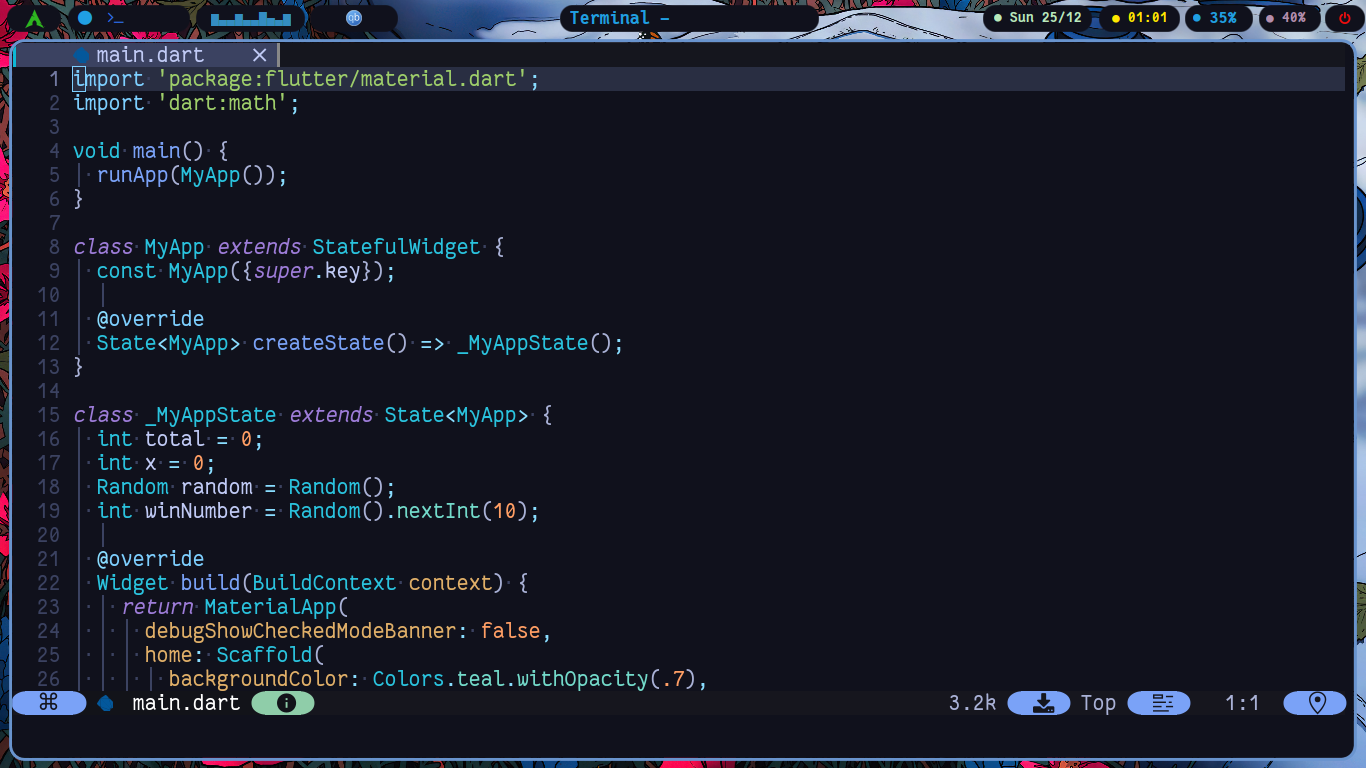 >_
qb
Terminal –
Sun 25/12
01:01
35%
40%
main.dart
1 import 'package:flutter/material.dart';
2 import 'dart:math';
3
4 void main() {
5 runApp(MyApp());
6 }
7
8 class MyApp extends StatefulWidget {
9 const MyApp({super.key});
10
11 @override
12 State<MyApp> createState() => _MyAppState();
13 }
14
15 class _MyAppState extends State<MyApp> {
16 int total = 0;
17 int x = 0;
18 Random random = Random();
19 int winNumber = Random().nextInt(10);
20
21 @override
22 Widget build(BuildContext context) {
23 return MaterialApp(
24 debugShowCheckedModeBanner: false,
25 home: Scaffold(
26 backgroundColor: Colors.teal.withOpacity(.7),
⌘ main.dart 3.2k Top 1:1